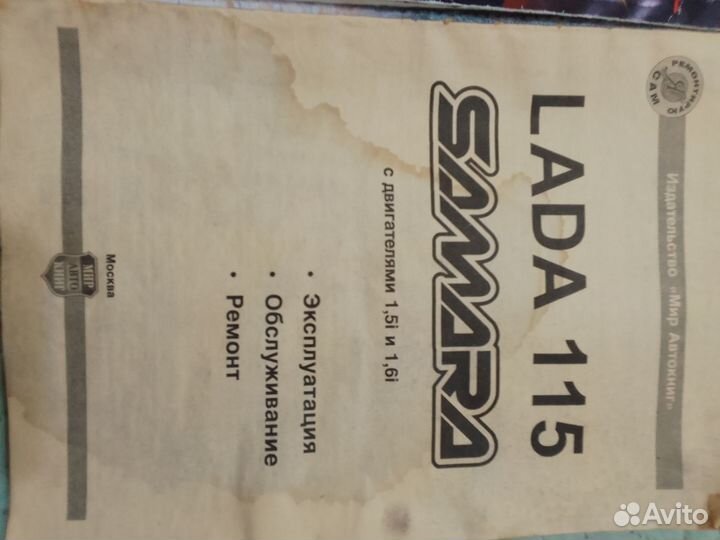 Издательство «Мир Автокниг»
РЕМОНТИРУЮ
САМ
LADA 115
SAMARA
с двигателями 1,5i и 1,6i
• Эксплуатация
• Обслуживание
• Ремонт
Москва
МИР
АВТО
КНИГ
Avito